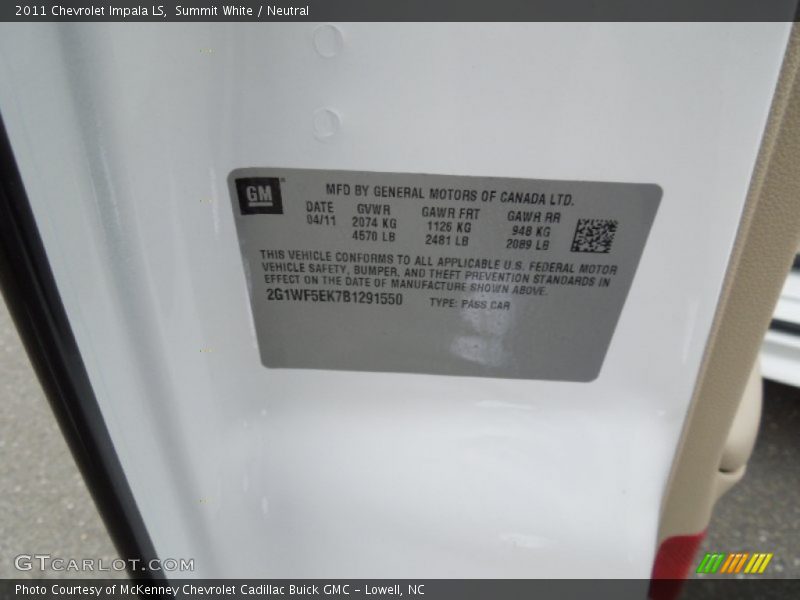 2011 Chevrolet Impala LS, Summit White / Neutral
GM
MFD BY GENERAL MOTORS OF CANADA LTD.
DATE GVWR GAWR FRT GAWR RR
04/11 2074 KG 1126 KG 948 KG
4570 LB 2481 LB 2089 LB
THIS VEHICLE CONFORMS TO ALL APPLICABLE U.S. FEDERAL MOTOR
VEHICLE SAFETY, BUMPER, AND THEFT PREVENTION STANDARDS IN
EFFECT ON THE DATE OF MANUFACTURE SHOWN ABOVE.
2G1WF5EK7B1291550 TYPE: PASS CAR
GTCarlot.com
Photo Courtesy of McKenney Chevrolet Cadillac Buick GMC - Lowell, NC